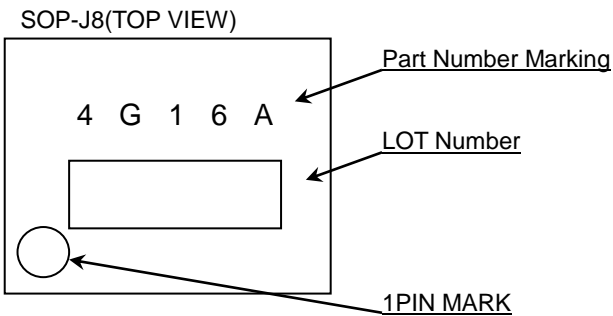 SOP-J8(TOP VIEW)
Part Number Marking
4 G 1 6 A
LOT Number
1PIN MARK